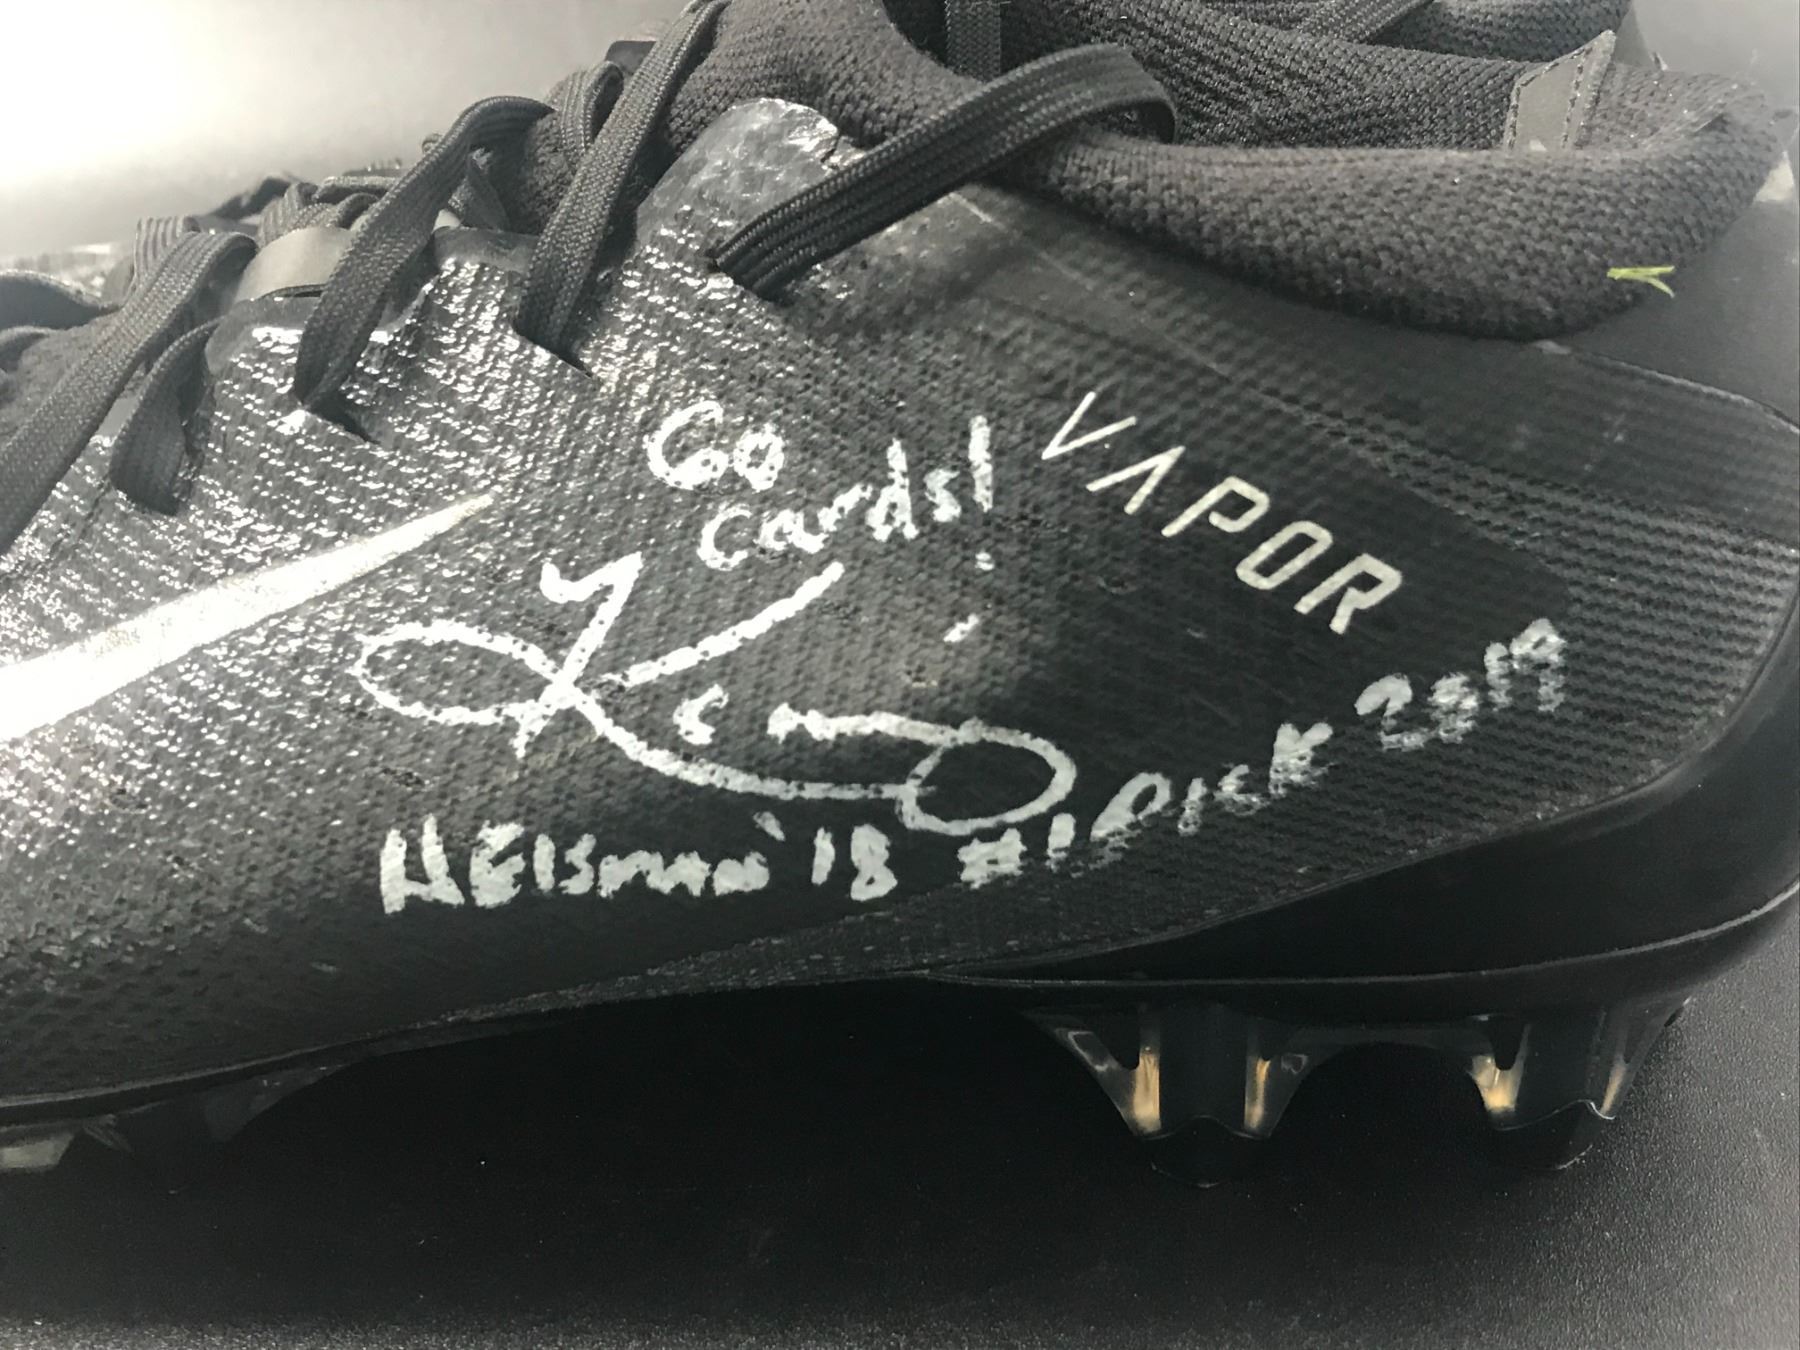 Go
Cards!
VAPOR
HEISMAN '18 #1 PICK 2019